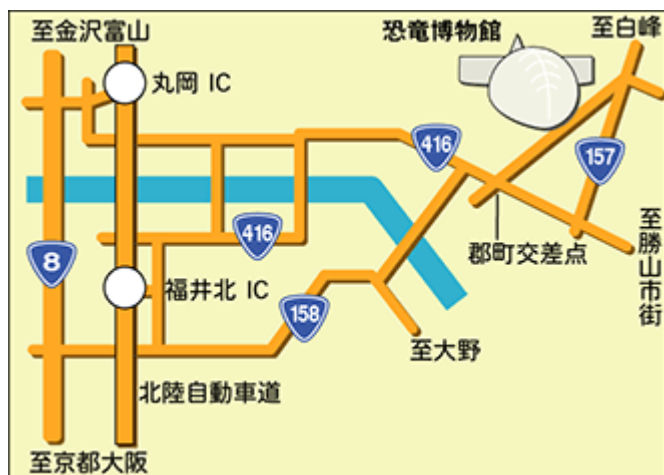 至金沢富山
恐竜博物館
至白峰
丸岡 IC
416
157
416
郡町交差点
至勝山市街
8
福井北 IC
158
至大野
北陸自動車道
至京都大阪